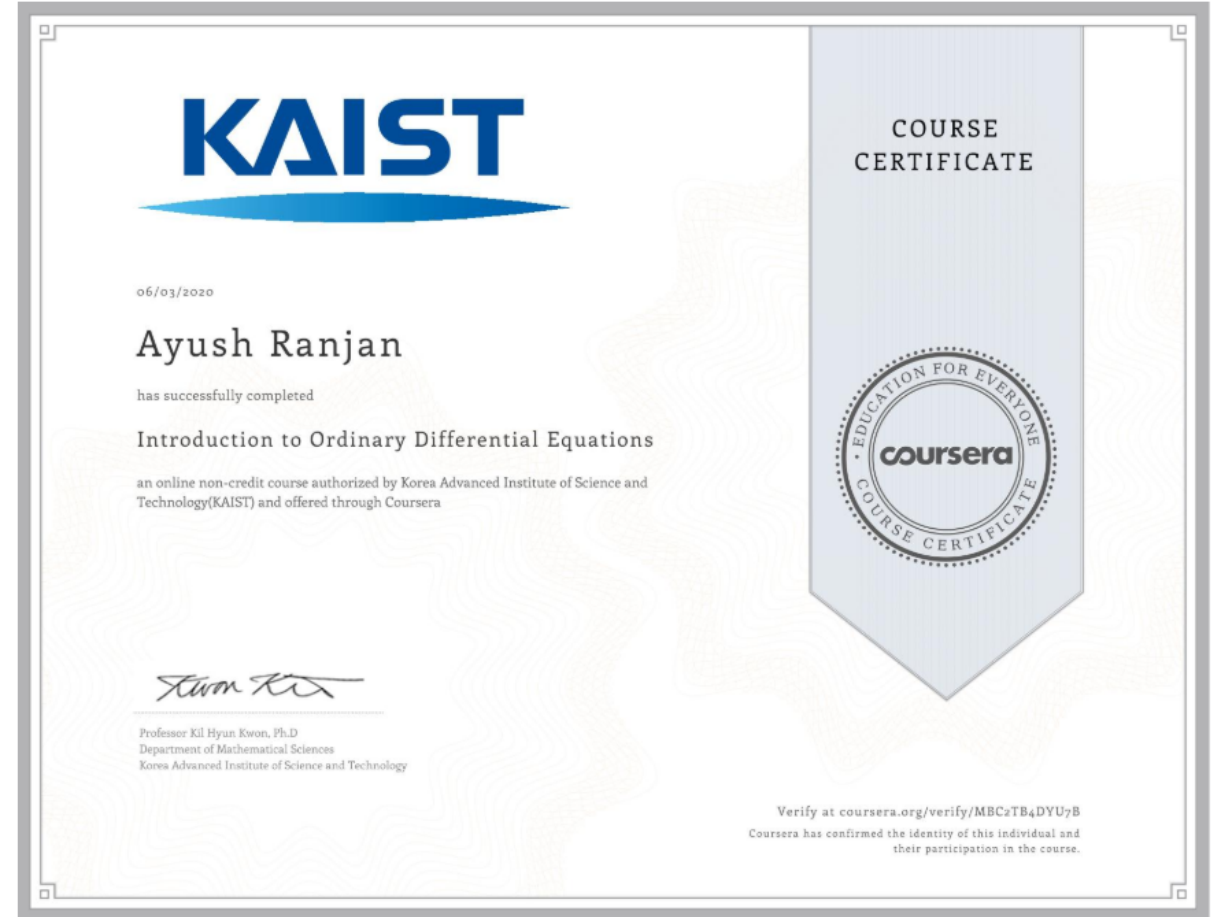 KAIST
COURSE
CERTIFICATE
06/03/2020
Ayush Ranjan
has successfully completed
Introduction to Ordinary Differential Equations
an online non-credit course authorized by Korea Advanced Institute of Science and
Technology(KAIST) and offered through Coursera
EDUCATION FOR EVERYONE
coursera
COURSE CERTIFICATE
Professor Kil Hyun Kwon, Ph.D
Department of Mathematical Sciences
Korea Advanced Institute of Science and Technology
Verify at coursera.org/verify/MBC2TB4DYU7B
Coursera has confirmed the identity of this individual and
their participation in the course.